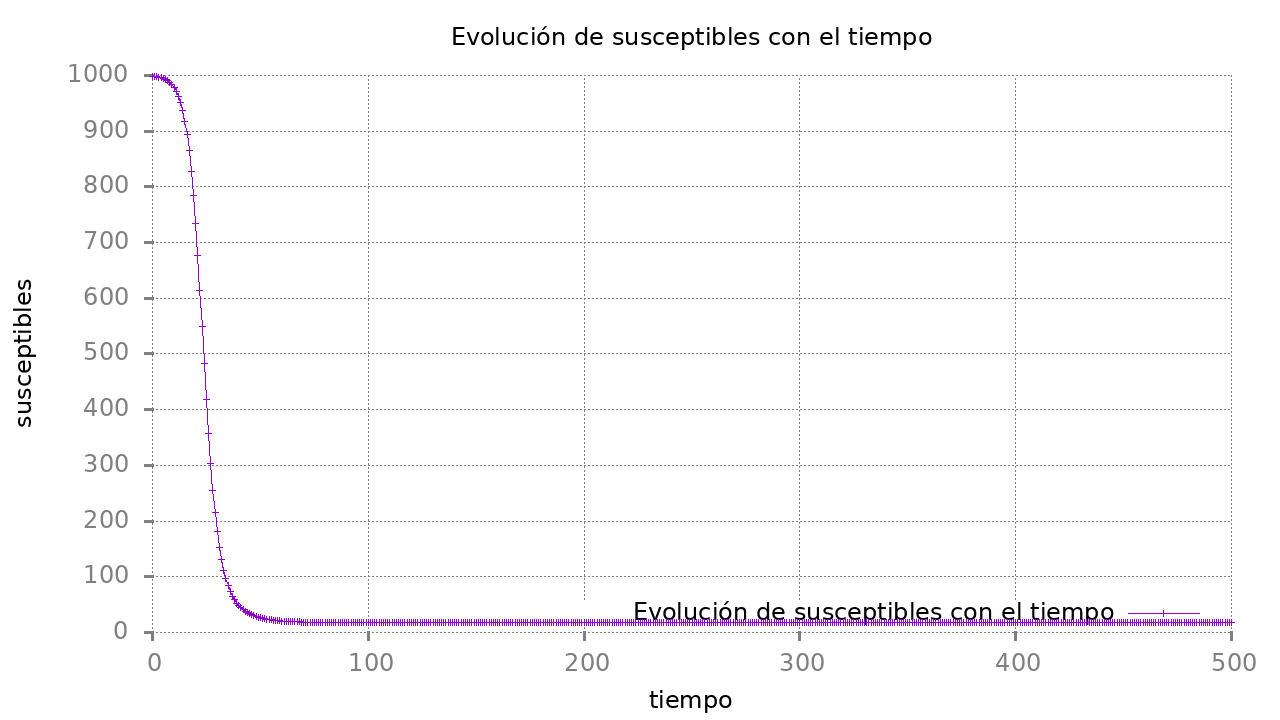 Evolución de susceptibles con el tiempo
1000
900
800
700
600
500
400
300
200
100
0
susceptibles
Evolución de susceptibles con el tiempo
0 100 200 300 400 500
tiempo